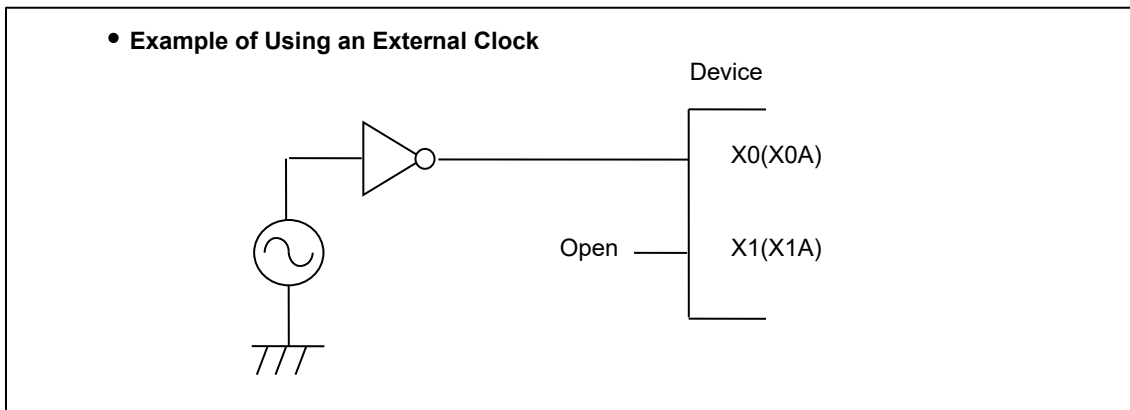 • Example of Using an External Clock
Device
X0(X0A)
Open
X1(X1A)